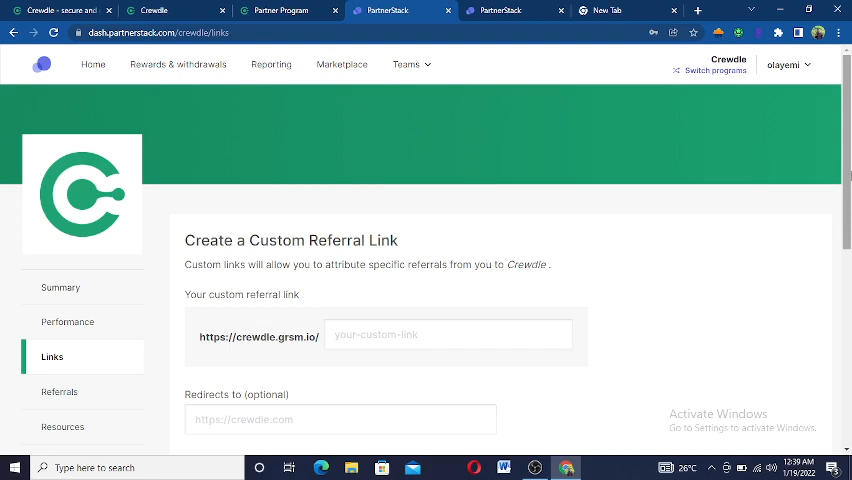 Crewdle - secure and
Crewdle
Partner Program
PartnerStack
PartnerStack
New Tab
dash.partnerstack.com/crewdle/links
Home
Rewards & withdrawals
Reporting
Marketplace
Teams
Crewdle
Switch programs
olayemi
Create a Custom Referral Link
Custom links will allow you to attribute specific referrals from you to Crewdle .
Summary
Your custom referral link
Performance
https://crewdle.grsm.io/
your-custom-link
Links
Referrals
Redirects to (optional)
https://crewdle.com
Resources
Activate Windows
Go to Settings to activate Windows.
Type here to search
26°C
12:39 AM
1/19/2022
3